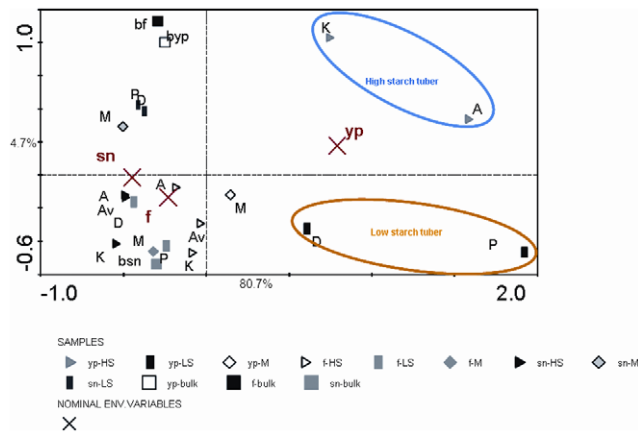 bf
byp
1.0
K
High starch tuber
A
P
D
M
yp
4.7%
sn
A
A
Av
D
f
M
Av
M
D
P
Low starch tuber
-0.6
K
bsn
P
K
-1.0
80.7%
2.0
SAMPLES
yp-HS yp-LS yp-M f-HS f-LS f-M sn-HS sn-M
sn-LS yp-bulk f-bulk sn-bulk
NOMINAL ENV.VARIABLES